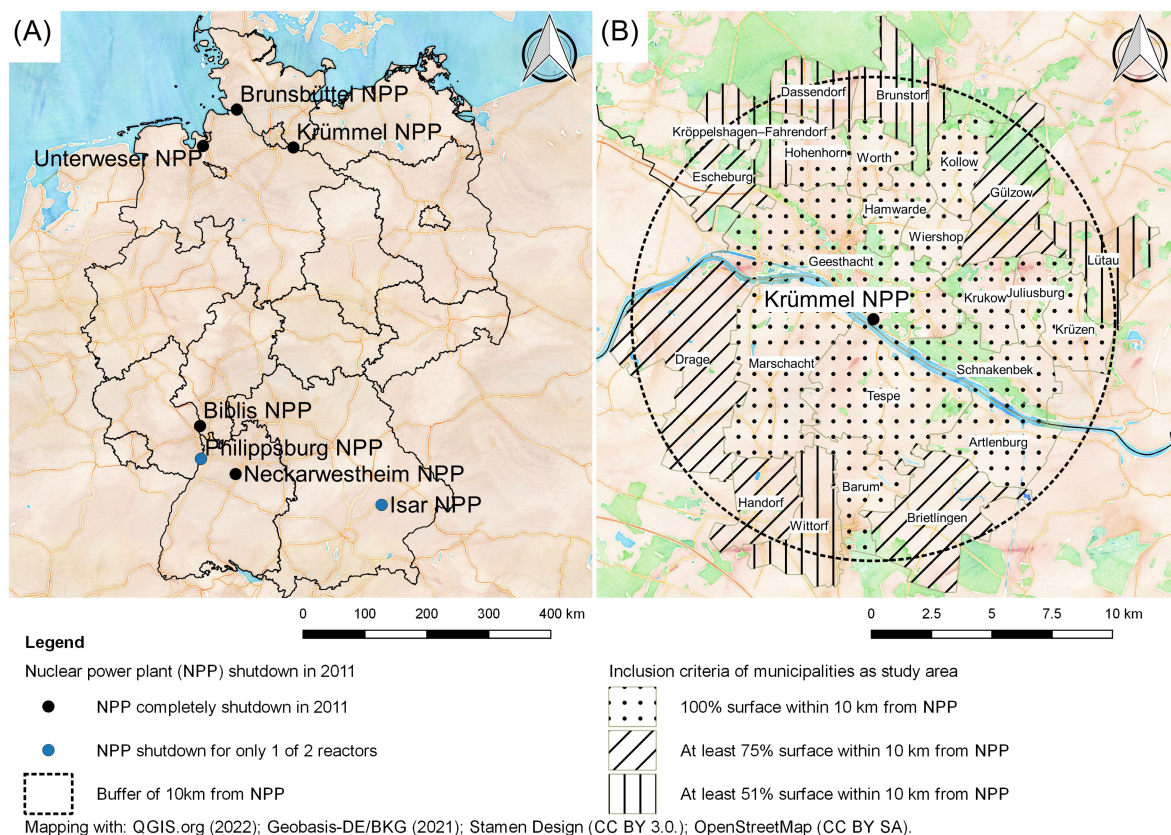 (A)
Brunsbüttel NPP
Krümmel NPP
Unterweser NPP
Biblis NPP
Philippsburg NPP
Neckarwestheim NPP
Isar NPP
0 100 200 300 400 km
(B)
Dassendorf
Brunstorf
Kröppelshagen–Fahrendorf
Hohenhorn
Worth
Kollow
Escheburg
Gülzow
Hamwarde
Wiershop
Geesthacht
Lütau
Krümmel NPP
Krukow
Juliusburg
Krüzen
Drage
Marschacht
Schnakenbek
Tespe
Artlenburg
Handorf
Barum
Wittorf
Brietlingen
0 2.5 5 7.5 10 km
Legend
Nuclear power plant (NPP) shutdown in 2011
NPP completely shutdown in 2011
NPP shutdown for only 1 of 2 reactors
Buffer of 10km from NPP
Inclusion criteria of municipalities as study area
100% surface within 10 km from NPP
At least 75% surface within 10 km from NPP
At least 51% surface within 10 km from NPP
Mapping with: QGIS.org (2022); Geobasis-DE/BKG (2021); Stamen Design (CC BY 3.0.); OpenStreetMap (CC BY SA).